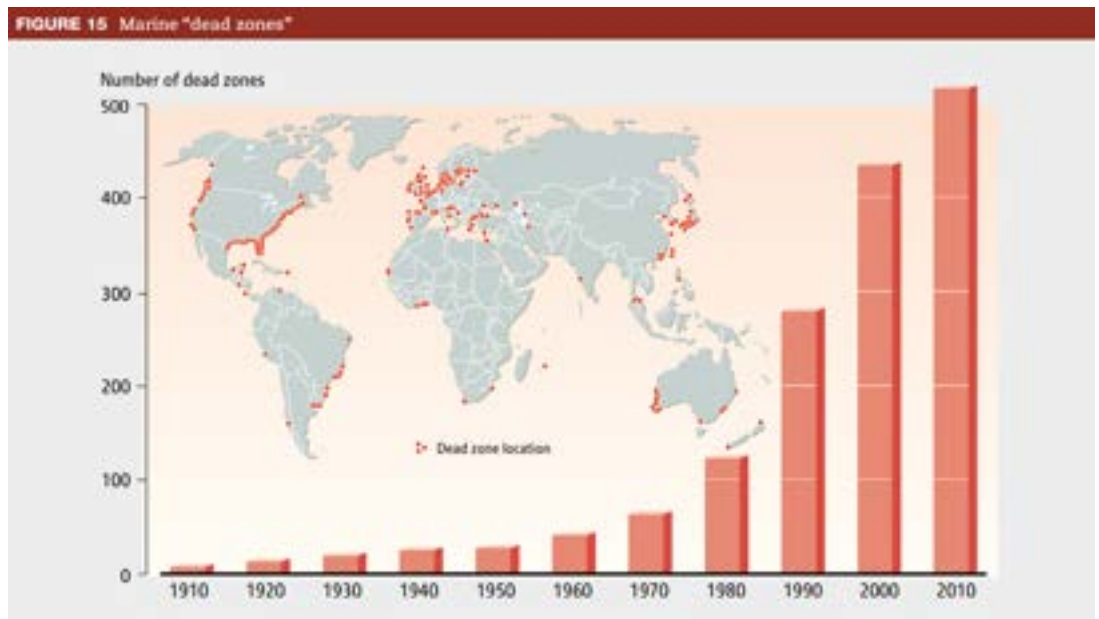 FIGURE 15 Marine "dead zones"
Number of dead zones
500
400
300
200
100
0
Dead zone location
1910 1920 1930 1940 1950 1960 1970 1980 1990 2000 2010